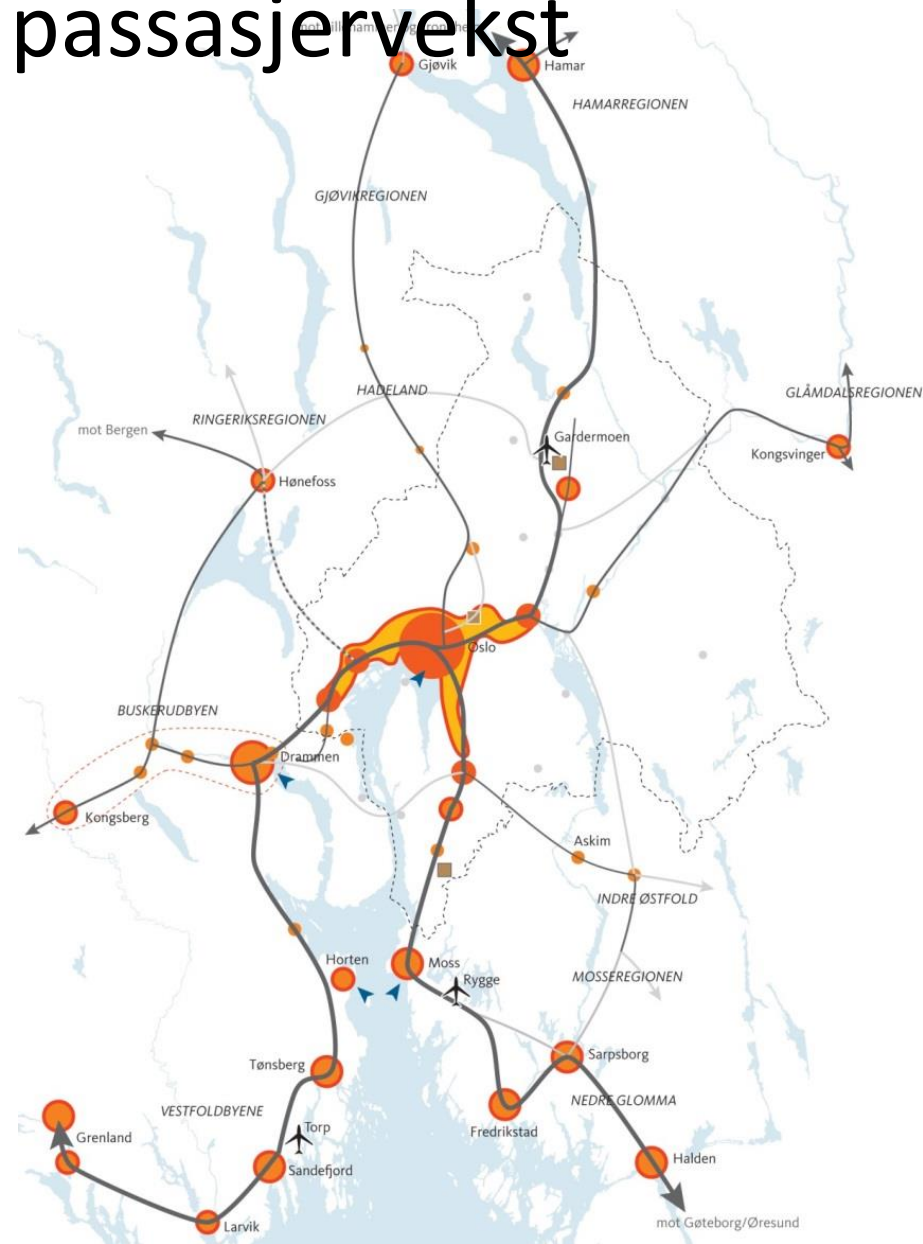 passasjervekst
Gjøvik
Hamar
HAMARREGIONEN
GJØVIKREGIONEN
HADELAND
GLÅMDALSREGIONEN
RINGERIKSREGIONEN
mot Bergen
Gardermoen
Kongsvinger
Hønefoss
Oslo
BUSKERUDBYEN
Drammen
Kongsberg
Askim
INDRE ØSTFOLD
Horten
Moss
MOSSEREGIONEN
Rygge
Sarpsborg
Tønsberg
NEDRE GLOMMA
VESTFOLDBYENE
Torp
Fredrikstad
Grenland
Sandefjord
Halden
Larvik
mot Gøteborg/Øresund